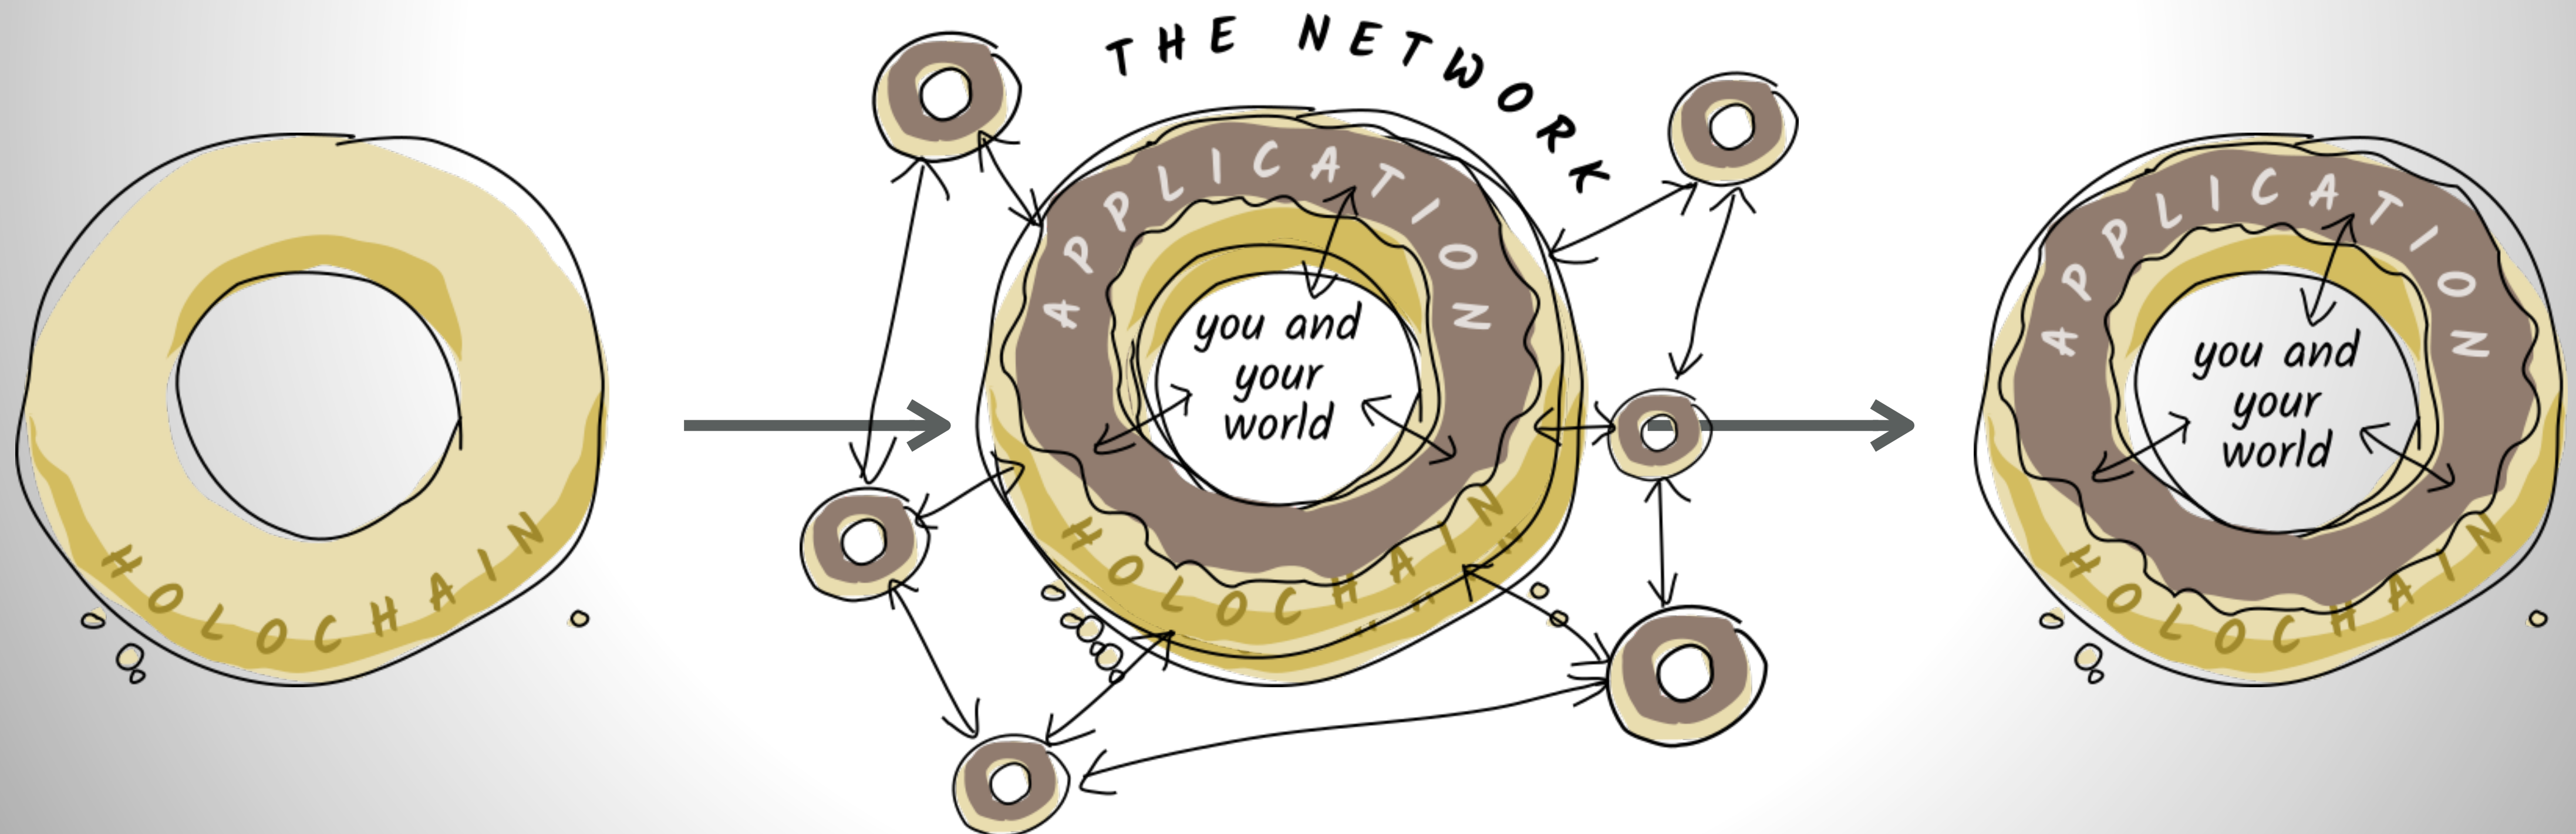 HOLOCHAIN
THE NETWORK
APPLICATION
you and
your
world
HOLOCHAIN
APPLICATION
you and
your
world
HOLOCHAIN